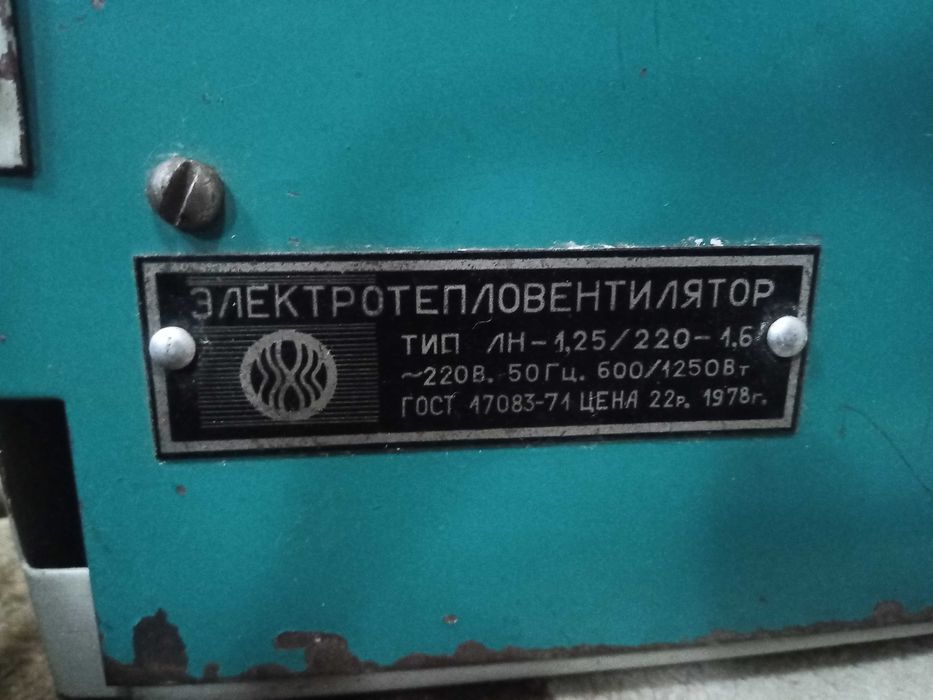 ЭЛЕКТРОТЕПЛОВЕНТИЛЯТОР
ТИП ЛН-1,25/220-1.6
~220В. 50Гц. 600/1250Вт
ГОСТ 17083-71 ЦЕНА 22р. 1978г.